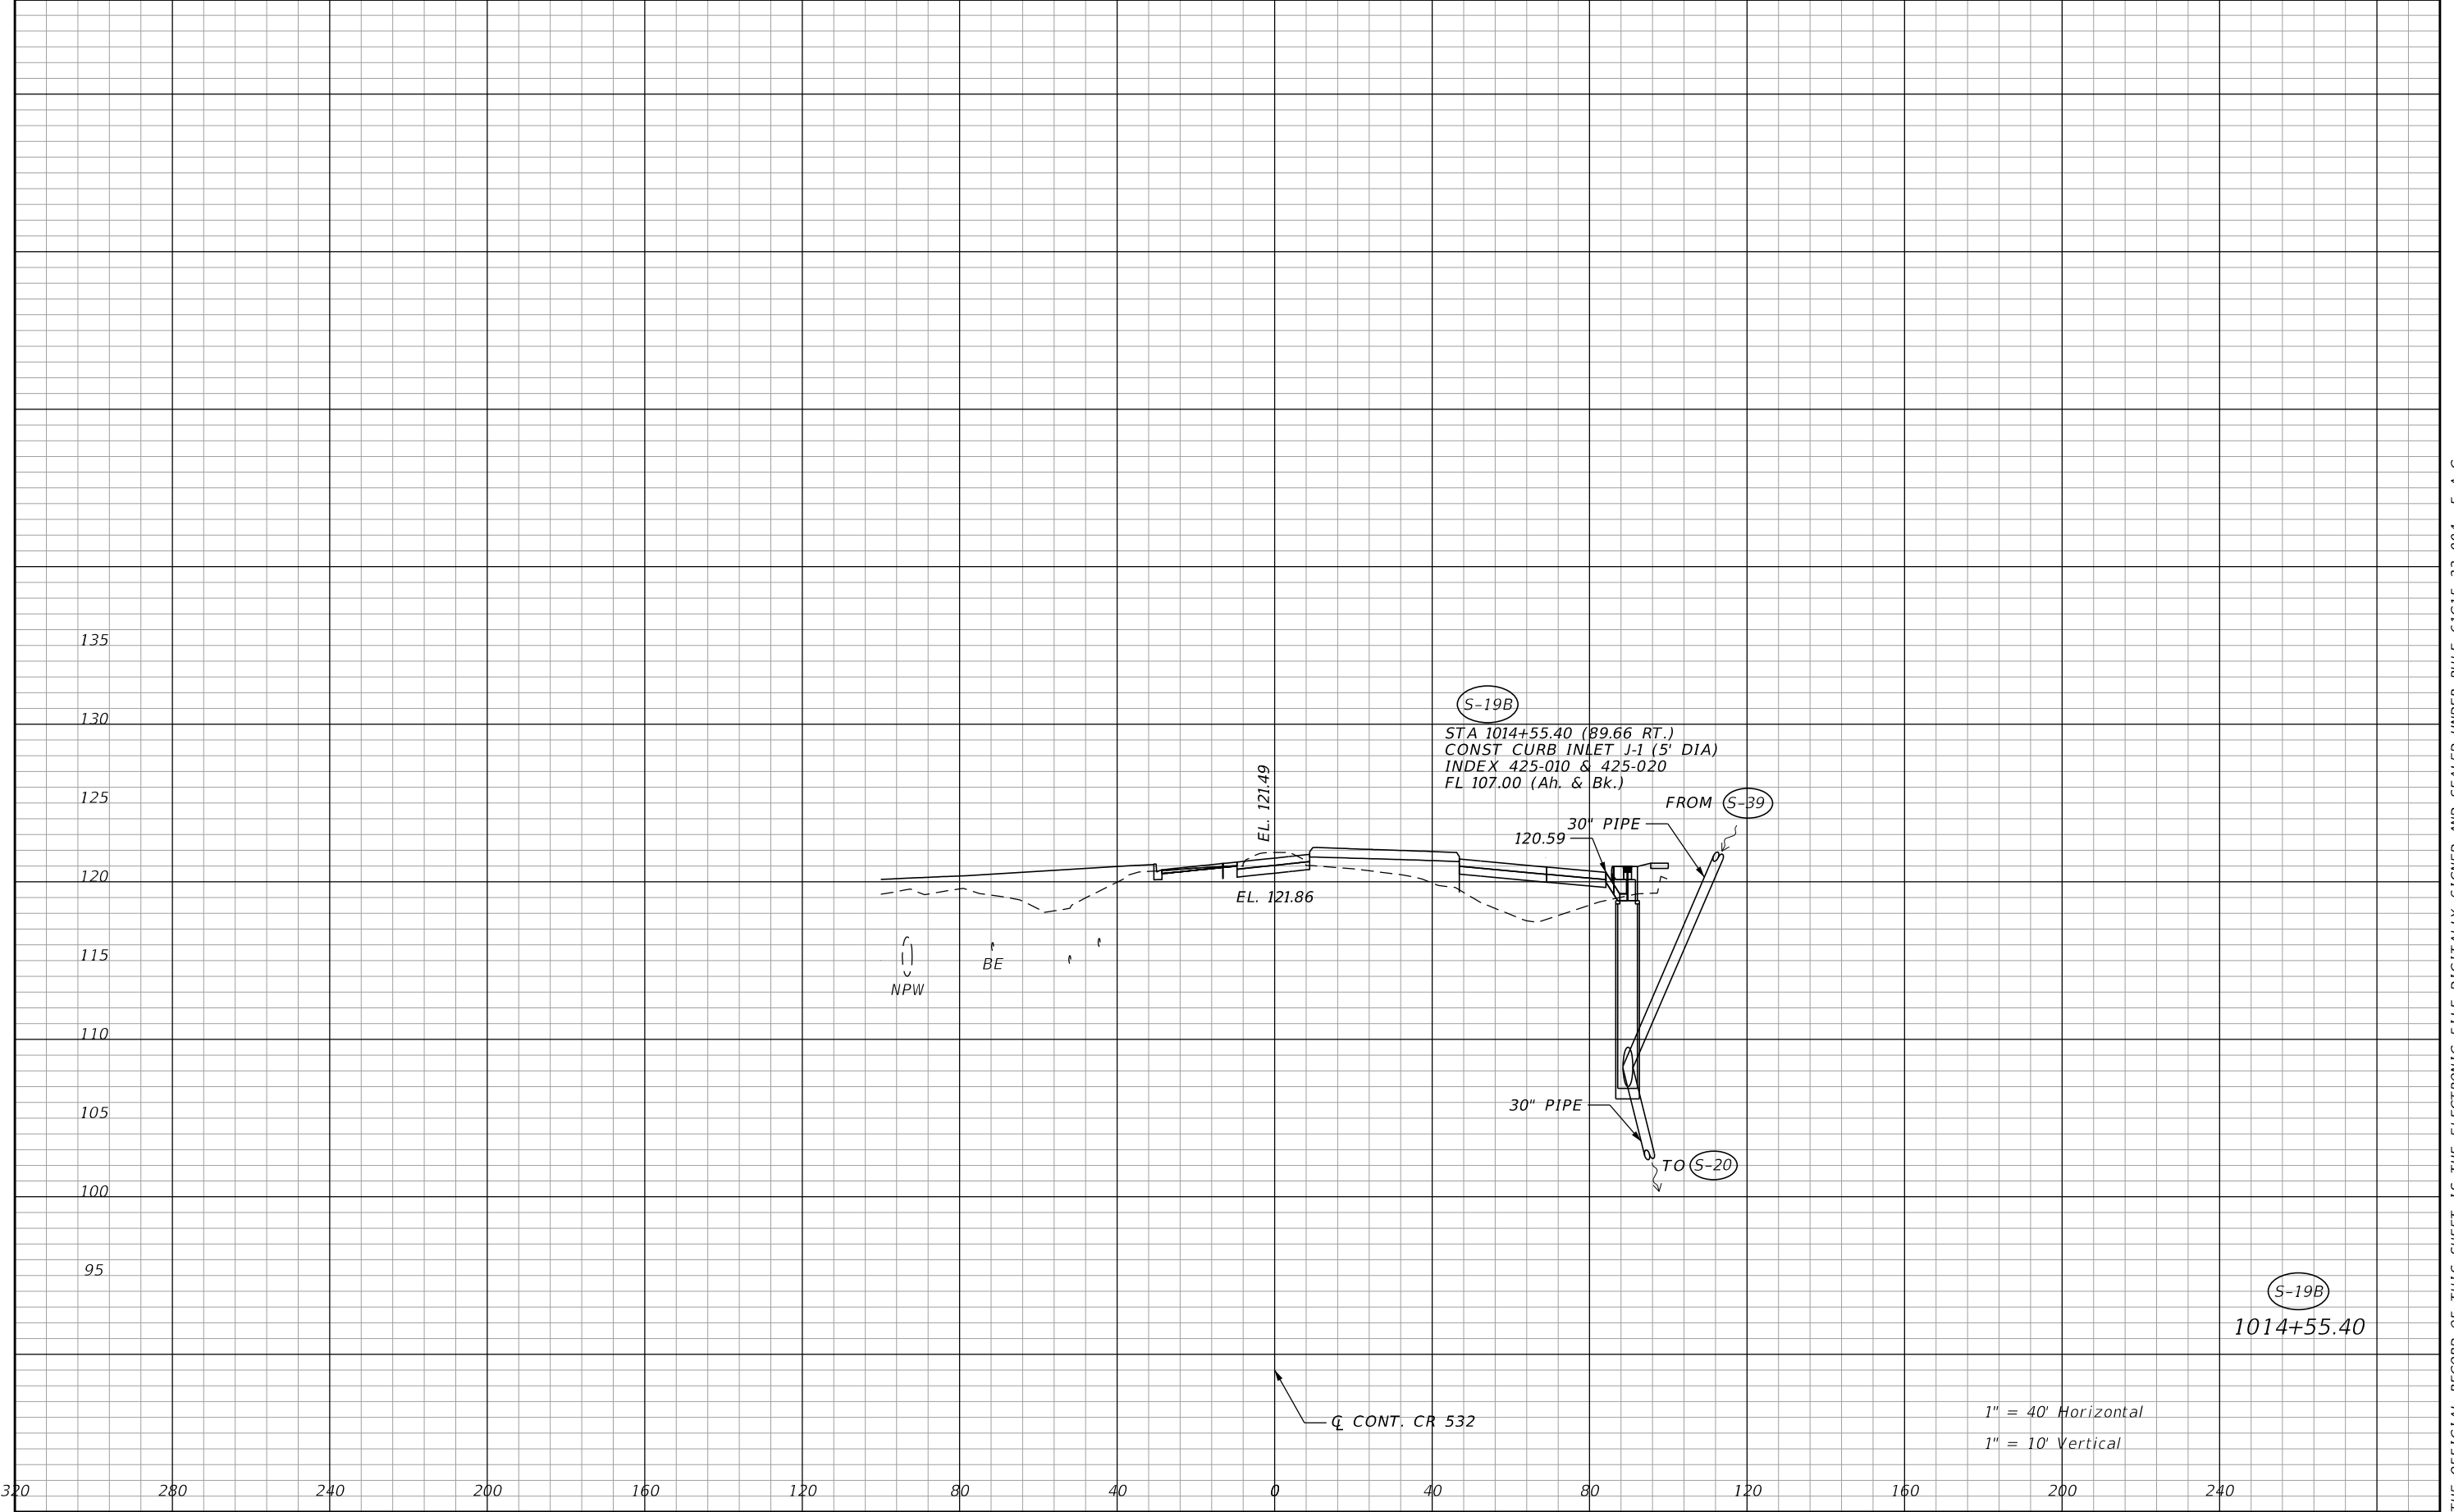 135
130
125
120
115
110
105
100
95
S-19B
STA 1014+55.40 (89.66 RT.)
CONST CURB INLET J-1 (5' DIA)
INDEX 425-010 & 425-020
FL 107.00 (Ah. & Bk.)
FROM S-39
30" PIPE
120.59
EL. 121.49
EL. 121.86
NPW
BE
30" PIPE
TO S-20
S-19B
1014+55.40
℄ CONT. CR 532
1" = 40' Horizontal
1" = 10' Vertical
320 280 240 200 160 120 80 40 0 40 80 120 160 200 240